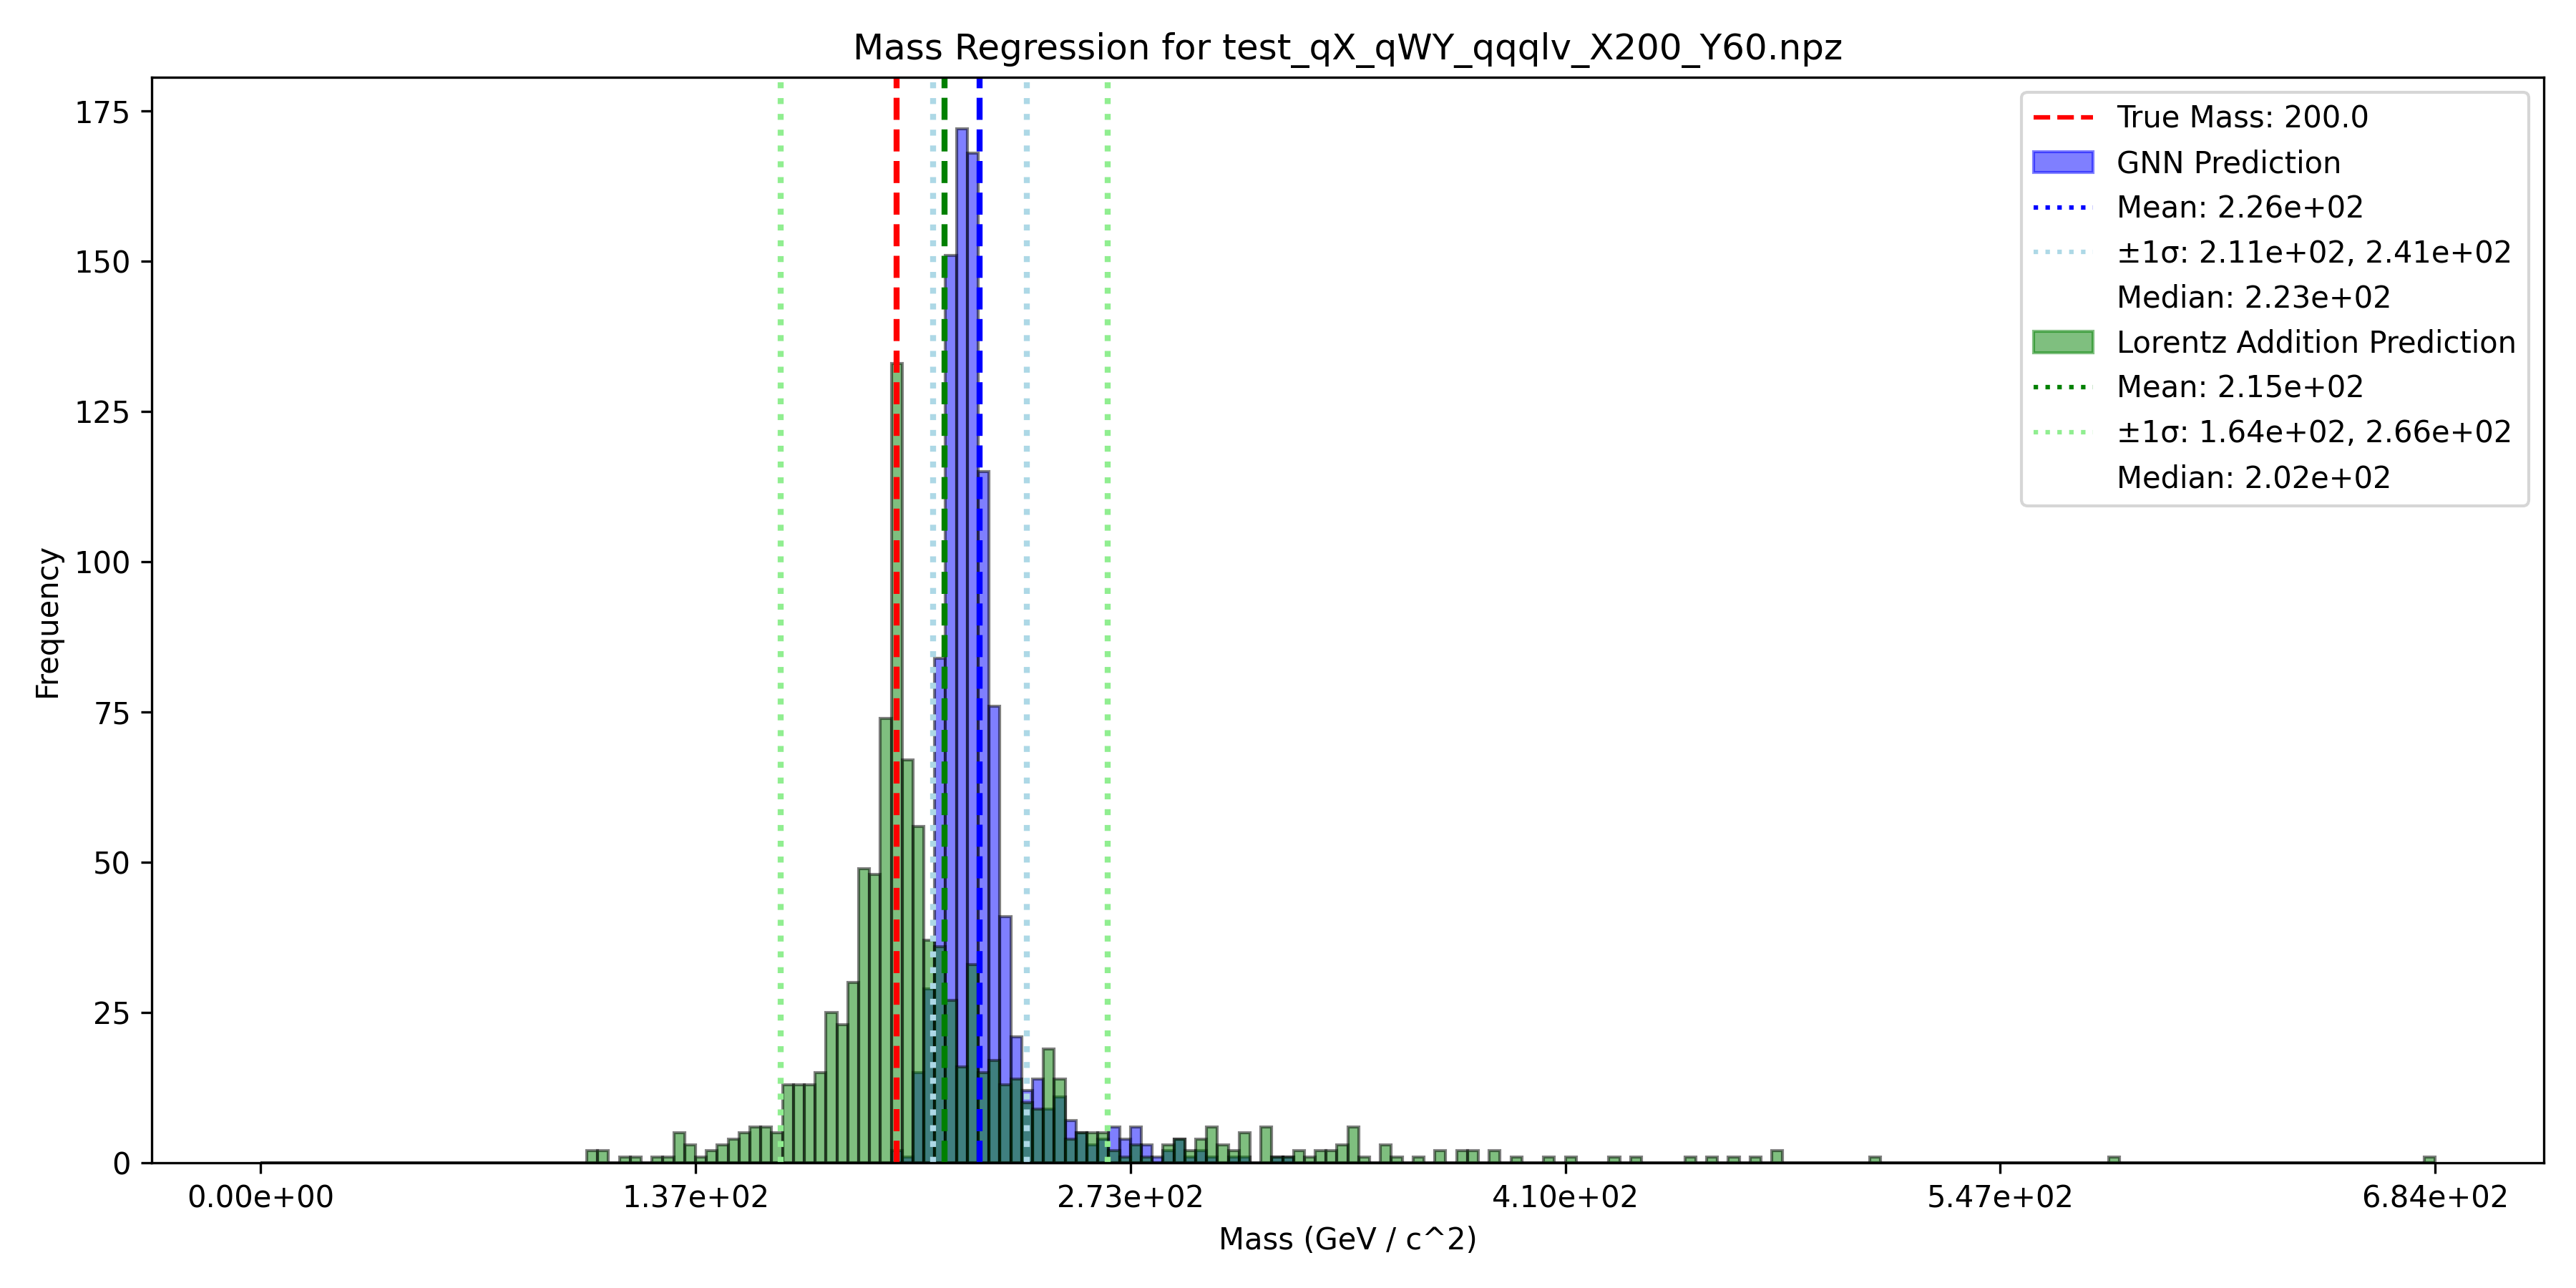 Mass Regression for test_qX_qWY_qqqlv_X200_Y60.npz
True Mass: 200.0
GNN Prediction
Mean: 2.26e+02
±1σ: 2.11e+02, 2.41e+02
Median: 2.23e+02
Lorentz Addition Prediction
Mean: 2.15e+02
±1σ: 1.64e+02, 2.66e+02
Median: 2.02e+02
Frequency
175
150
125
100
75
50
25
0
0.00e+00 1.37e+02 2.73e+02 4.10e+02 5.47e+02 6.84e+02
Mass (GeV / c^2)